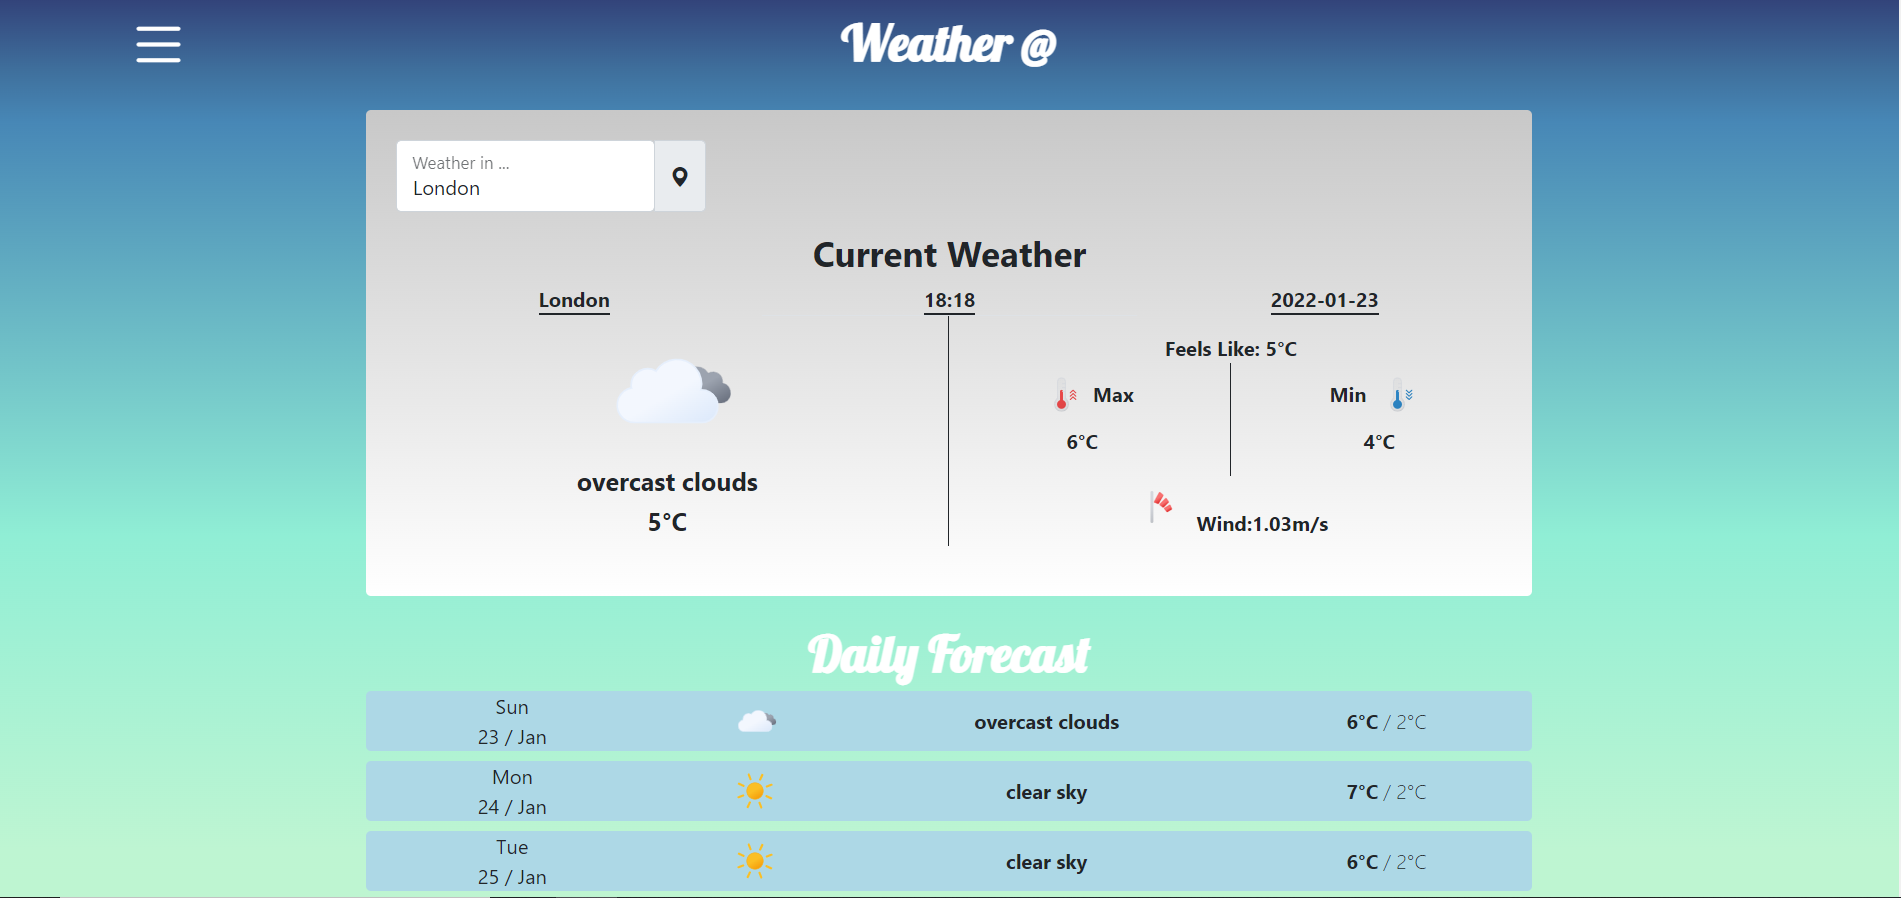 Weather @
Weather in ...
London
Current Weather
London 18:18 2022-01-23
Feels Like: 5°C
Max Min
6°C 4°C
overcast clouds
5°C
Wind:1.03m/s
Daily Forecast
Sun
23 / Jan
overcast clouds
6°C / 2°C
Mon
24 / Jan
clear sky
7°C / 2°C
Tue
25 / Jan
clear sky
6°C / 2°C